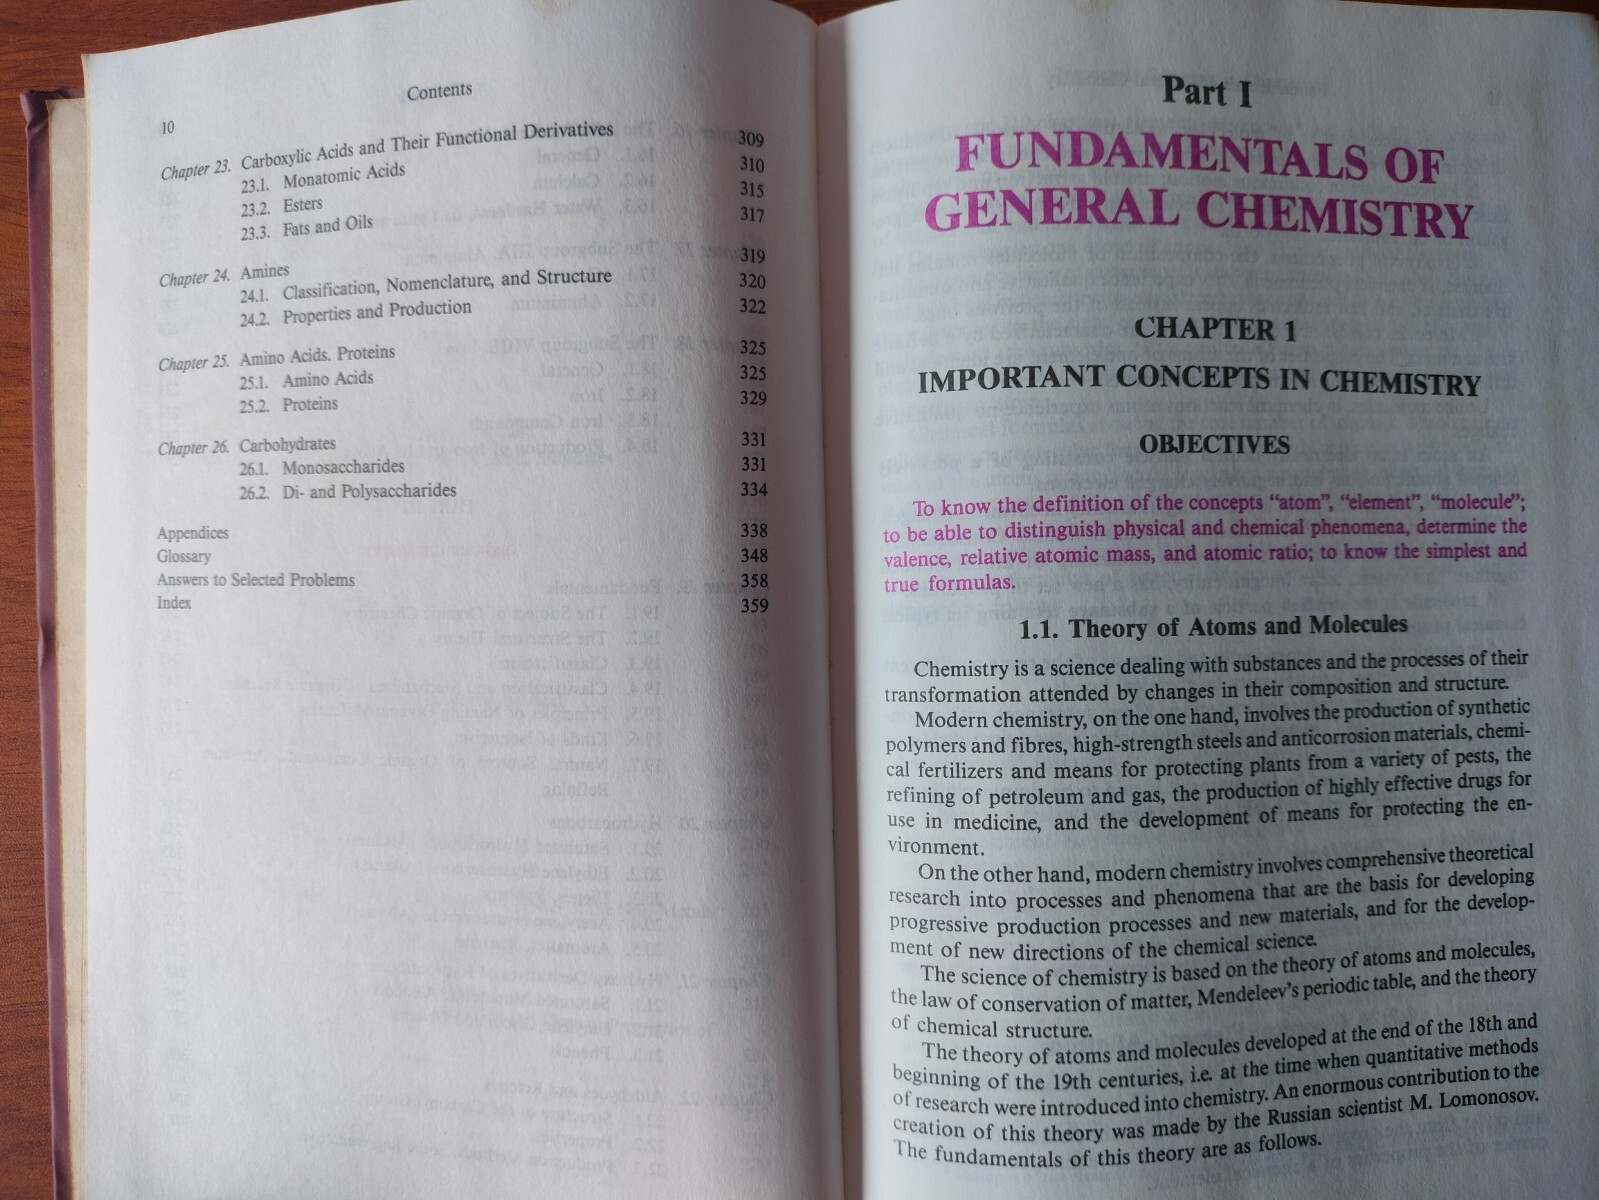 Contents
10
Chapter 23. Carboxylic Acids and Their Functional Derivatives 309
23.1. Monatomic Acids 310
23.2. Esters 315
23.3. Fats and Oils 317
Chapter 24. Amines 319
24.1. Classification, Nomenclature, and Structure 320
24.2. Properties and Production 322
Chapter 25. Amino Acids. Proteins 325
25.1. Amino Acids 325
25.2. Proteins 329
Chapter 26. Carbohydrates 331
26.1. Monosaccharides 331
26.2. Di- and Polysaccharides 334
Appendices 338
Glossary 348
Answers to Selected Problems 358
Index 359
Part I
FUNDAMENTALS OF
GENERAL CHEMISTRY
CHAPTER 1
IMPORTANT CONCEPTS IN CHEMISTRY
OBJECTIVES
To know the definition of the concepts “atom”, “element”, “molecule”;
to be able to distinguish physical and chemical phenomena, determine the
valence, relative atomic mass, and atomic ratio; to know the simplest and
true formulas.
1.1. Theory of Atoms and Molecules
Chemistry is a science dealing with substances and the processes of their
transformation attended by changes in their composition and structure.
Modern chemistry, on the one hand, involves the production of synthetic
polymers and fibres, high-strength steels and anticorrosion materials, chemi-
cal fertilizers and means for protecting plants from a variety of pests, the
refining of petroleum and gas, the production of highly effective drugs for
use in medicine, and the development of means for protecting the en-
vironment.
On the other hand, modern chemistry involves comprehensive theoretical
research into processes and phenomena that are the basis for developing
progressive production processes and new materials, and for the develop-
ment of new directions of the chemical science.
The science of chemistry is based on the theory of atoms and molecules,
the law of conservation of matter, Mendeleev's periodic table, and the theory
of chemical structure.
The theory of atoms and molecules developed at the end of the 18th and
beginning of the 19th centuries, i.e. at the time when quantitative methods
of research were introduced into chemistry. An enormous contribution to the
creation of this theory was made by the Russian scientist M. Lomonosov.
The fundamentals of this theory are as follows.